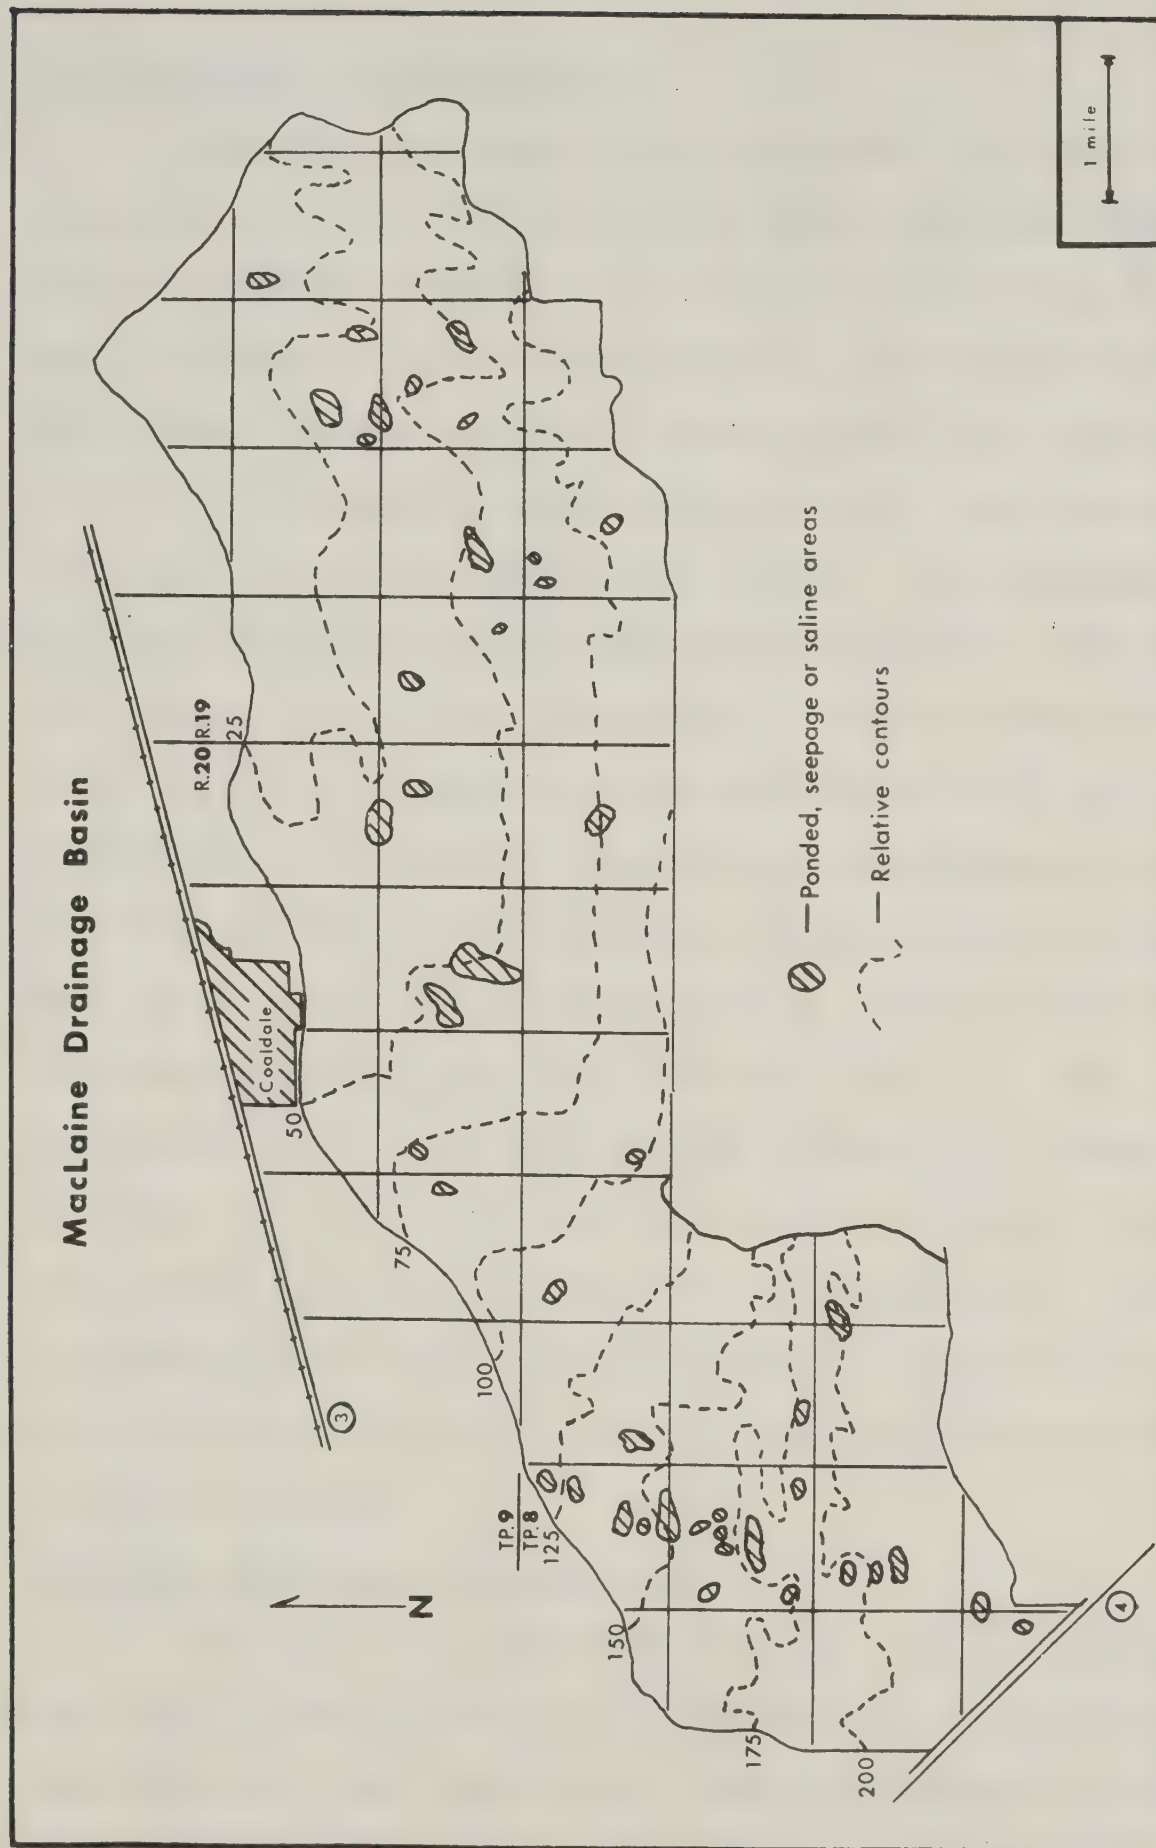 MacLaine Drainage Basin
1 mile
R.20 R.19
25
Coaldale
50
75
3
100
TP.9
TP.8
125
N
150
175
200
4
—Ponded, seepage or saline areas
—Relative contours